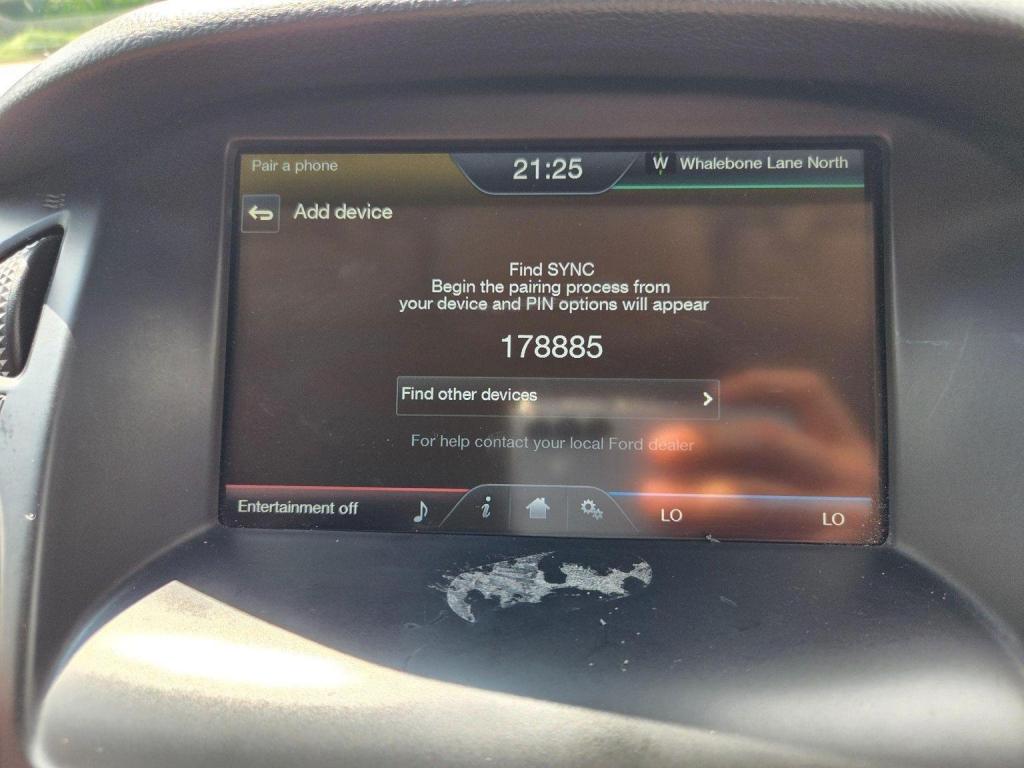 Pair a phone
21:25
W Whalebone Lane North
Add device
Find SYNC
Begin the pairing process from
your device and PIN options will appear
178885
Find other devices
For help contact your local Ford dealer
Entertainment off
i
LO
LO